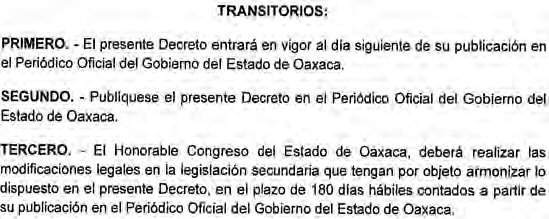 TRANSITORIOS:
PRIMERO. - El presente Decreto entrará en vigor al día siguiente de su publicación en
el Periódico Oficial del Gobierno del Estado de Oaxaca.
SEGUNDO. - Publíquese el presente Decreto en el Periódico Oficial del Gobierno del
Estado de Oaxaca.
TERCERO. - El Honorable Congreso del Estado de Oaxaca, deberá realizar las
modificaciones legales en la legislación secundaria que tengan por objeto armonizar lo
dispuesto en el presente Decreto, en el plazo de 180 días hábiles contados a partir de
su publicación en el Periódico Oficial del Gobierno del Estado de Oaxaca.